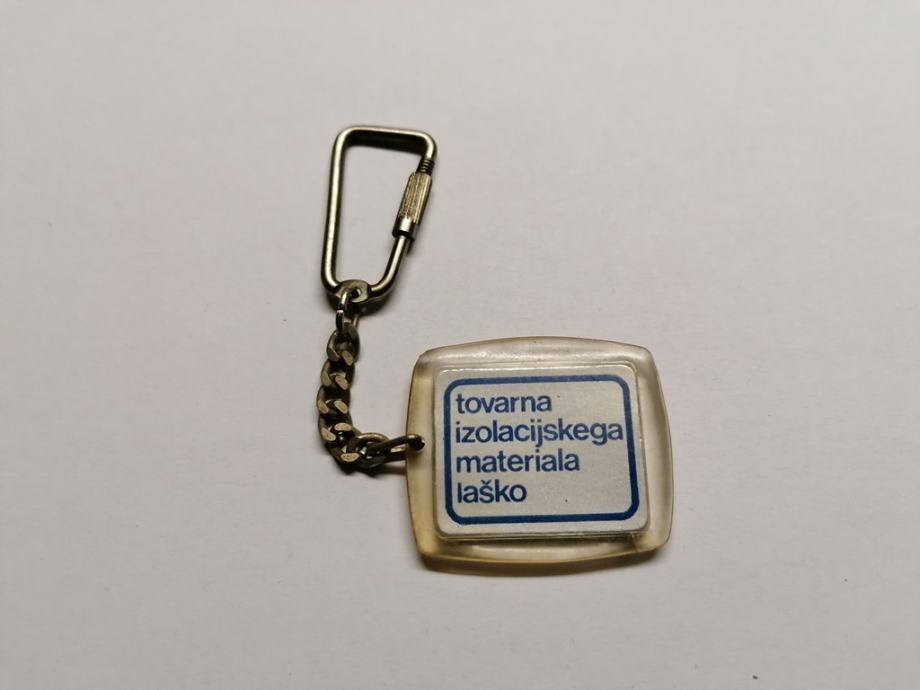 tovarna
izolacijskega
materiala
laško